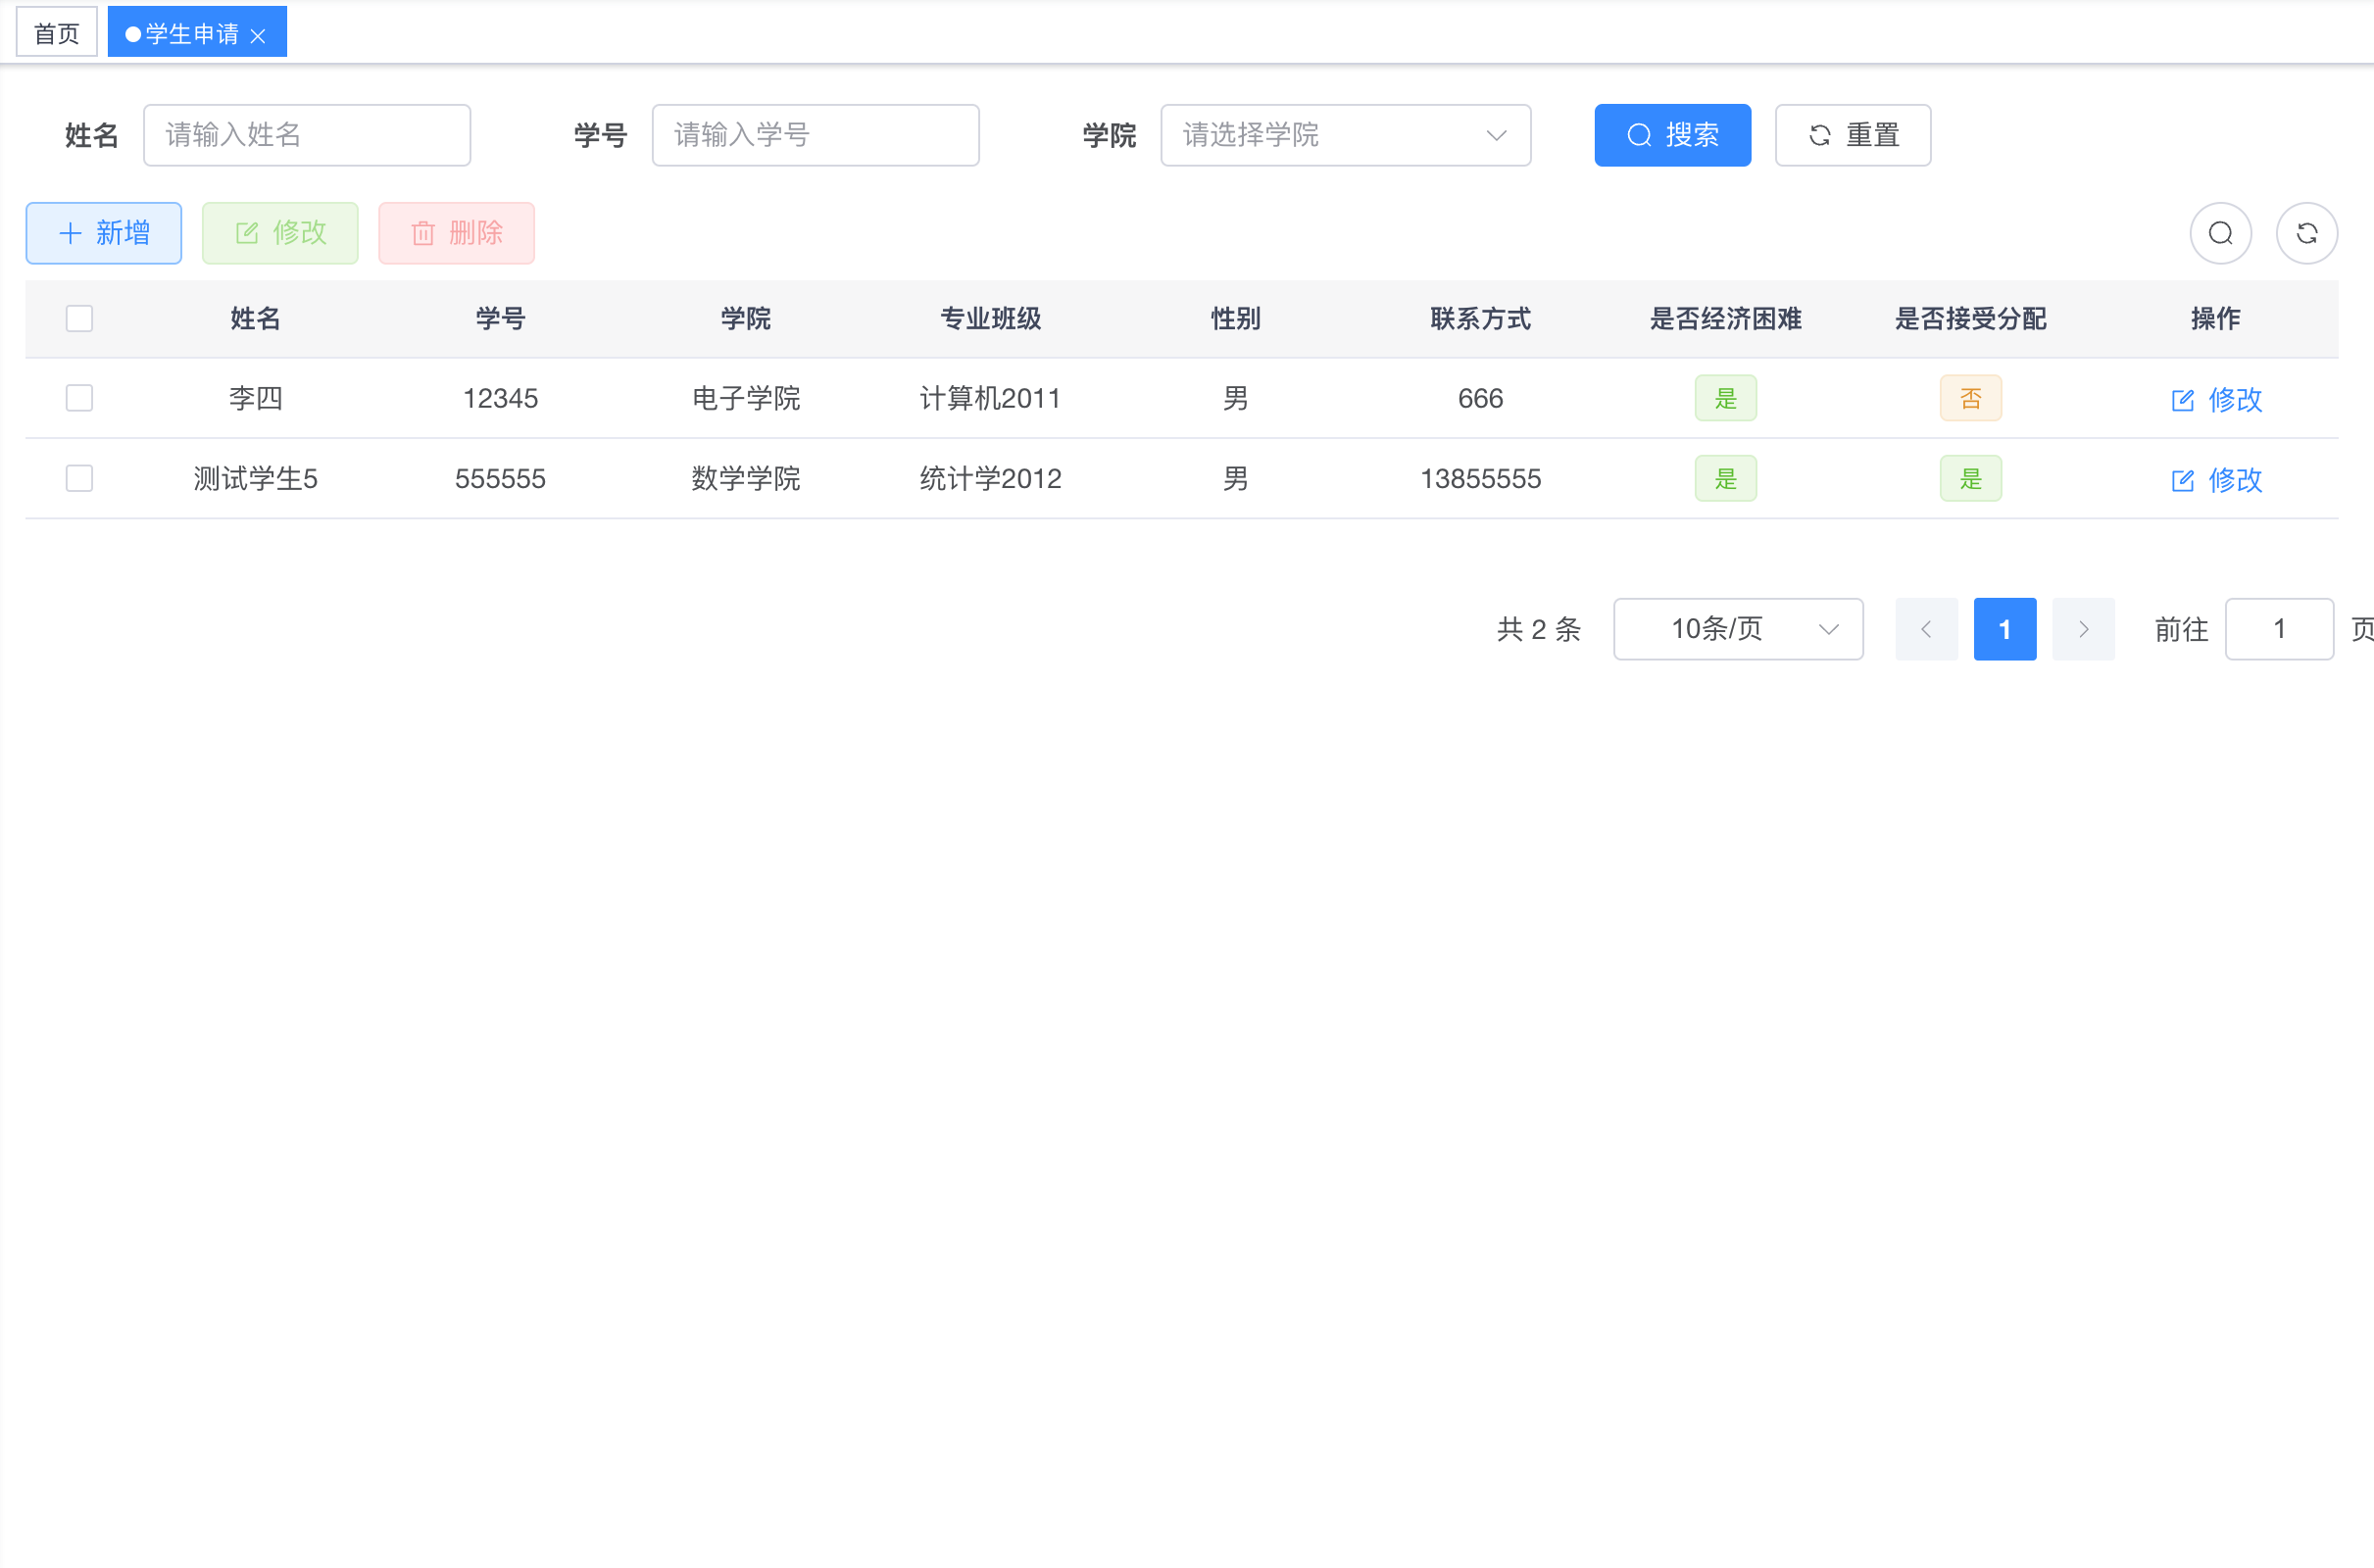 首页 学生申请
姓名 请输入姓名 学号 请输入学号 学院 请选择学院 搜索 重置
新增 修改 删除
姓名 学号 学院 专业班级 性别 联系方式 是否经济困难 是否接受分配 操作
李四 12345 电子学院 计算机2011 男 666 是 否 修改
测试学生5 555555 数学学院 统计学2012 男 13855555 是 是 修改
共 2 条 10条/页 1 前往 1 页